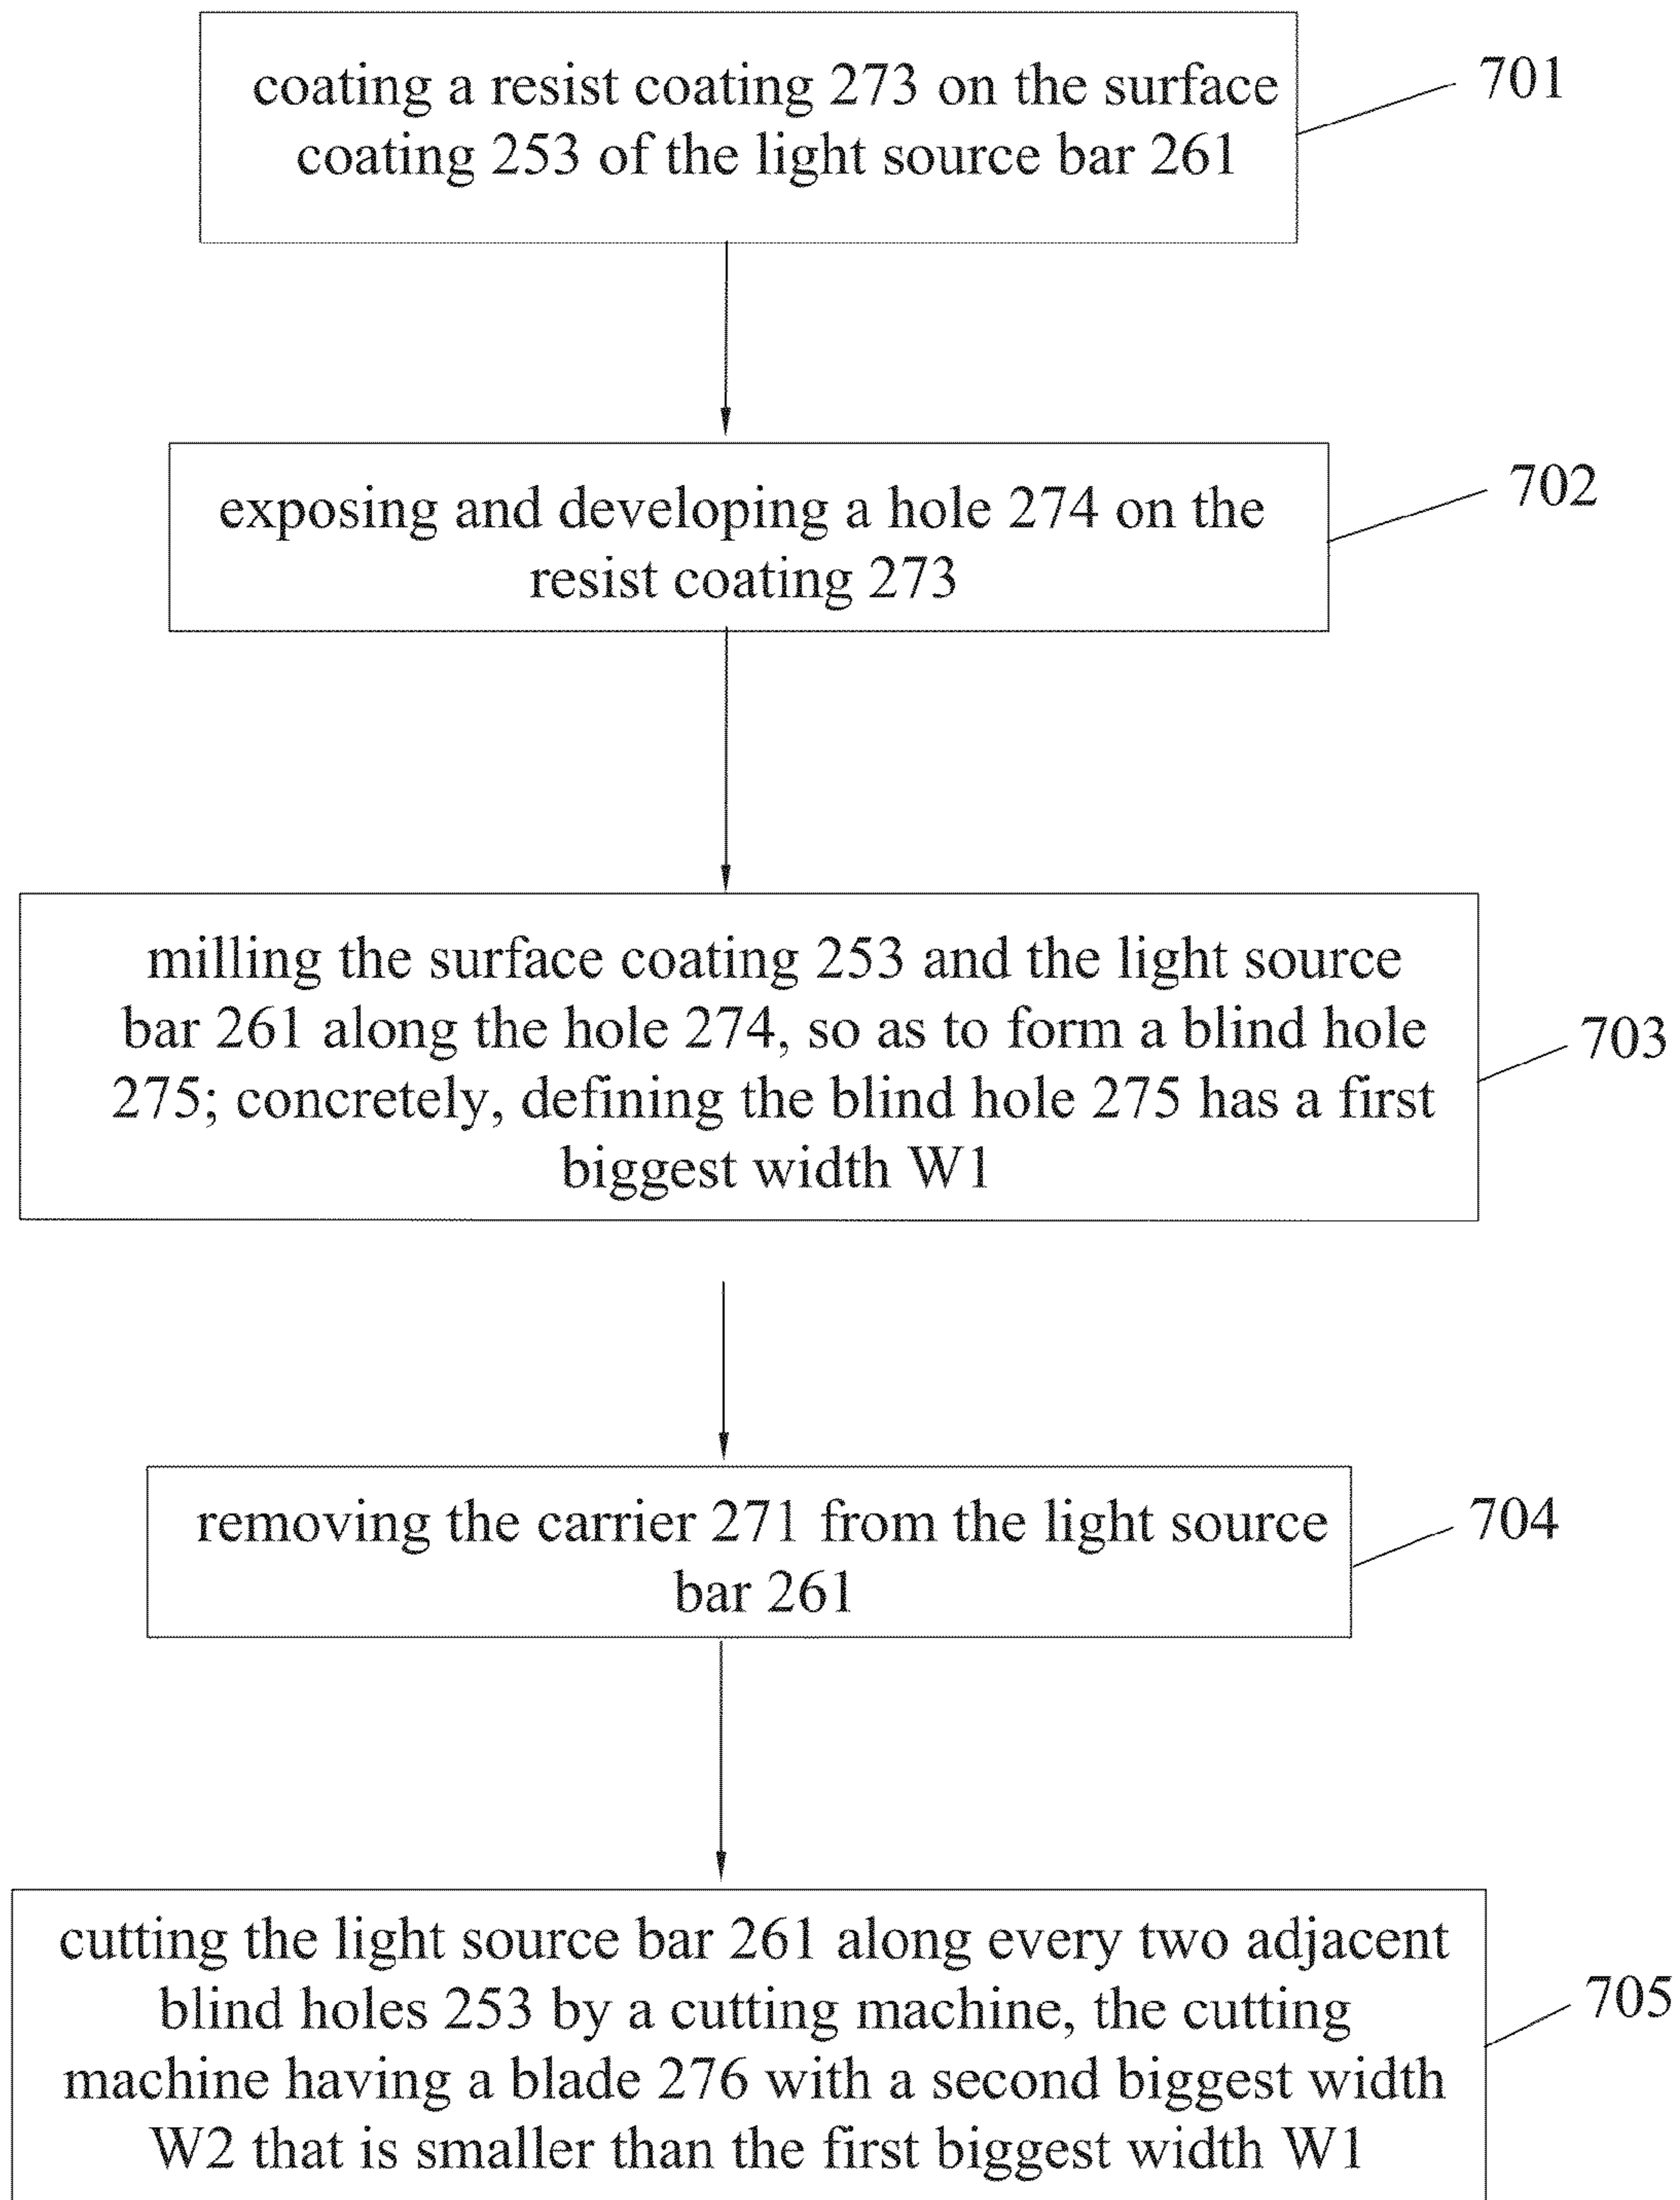 coating a resist coating 273 on the surface
coating 253 of the light source bar 261
701
exposing and developing a hole 274 on the
resist coating 273
702
milling the surface coating 253 and the light source
bar 261 along the hole 274, so as to form a blind hole
275; concretely, defining the blind hole 275 has a first
biggest width W1
703
removing the carrier 271 from the light source
bar 261
704
cutting the light source bar 261 along every two adjacent
blind holes 253 by a cutting machine, the cutting
machine having a blade 276 with a second biggest width
W2 that is smaller than the first biggest width W1
705